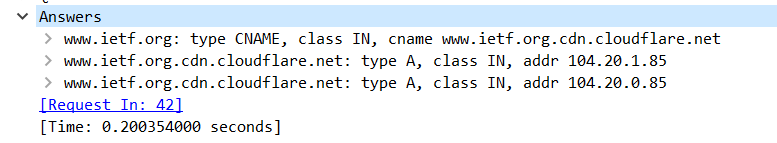 Answers
www.ietf.org: type CNAME, class IN, cname www.ietf.org.cdn.cloudflare.net
www.ietf.org.cdn.cloudflare.net: type A, class IN, addr 104.20.1.85
www.ietf.org.cdn.cloudflare.net: type A, class IN, addr 104.20.0.85
[Request In: 42]
[Time: 0.200354000 seconds]